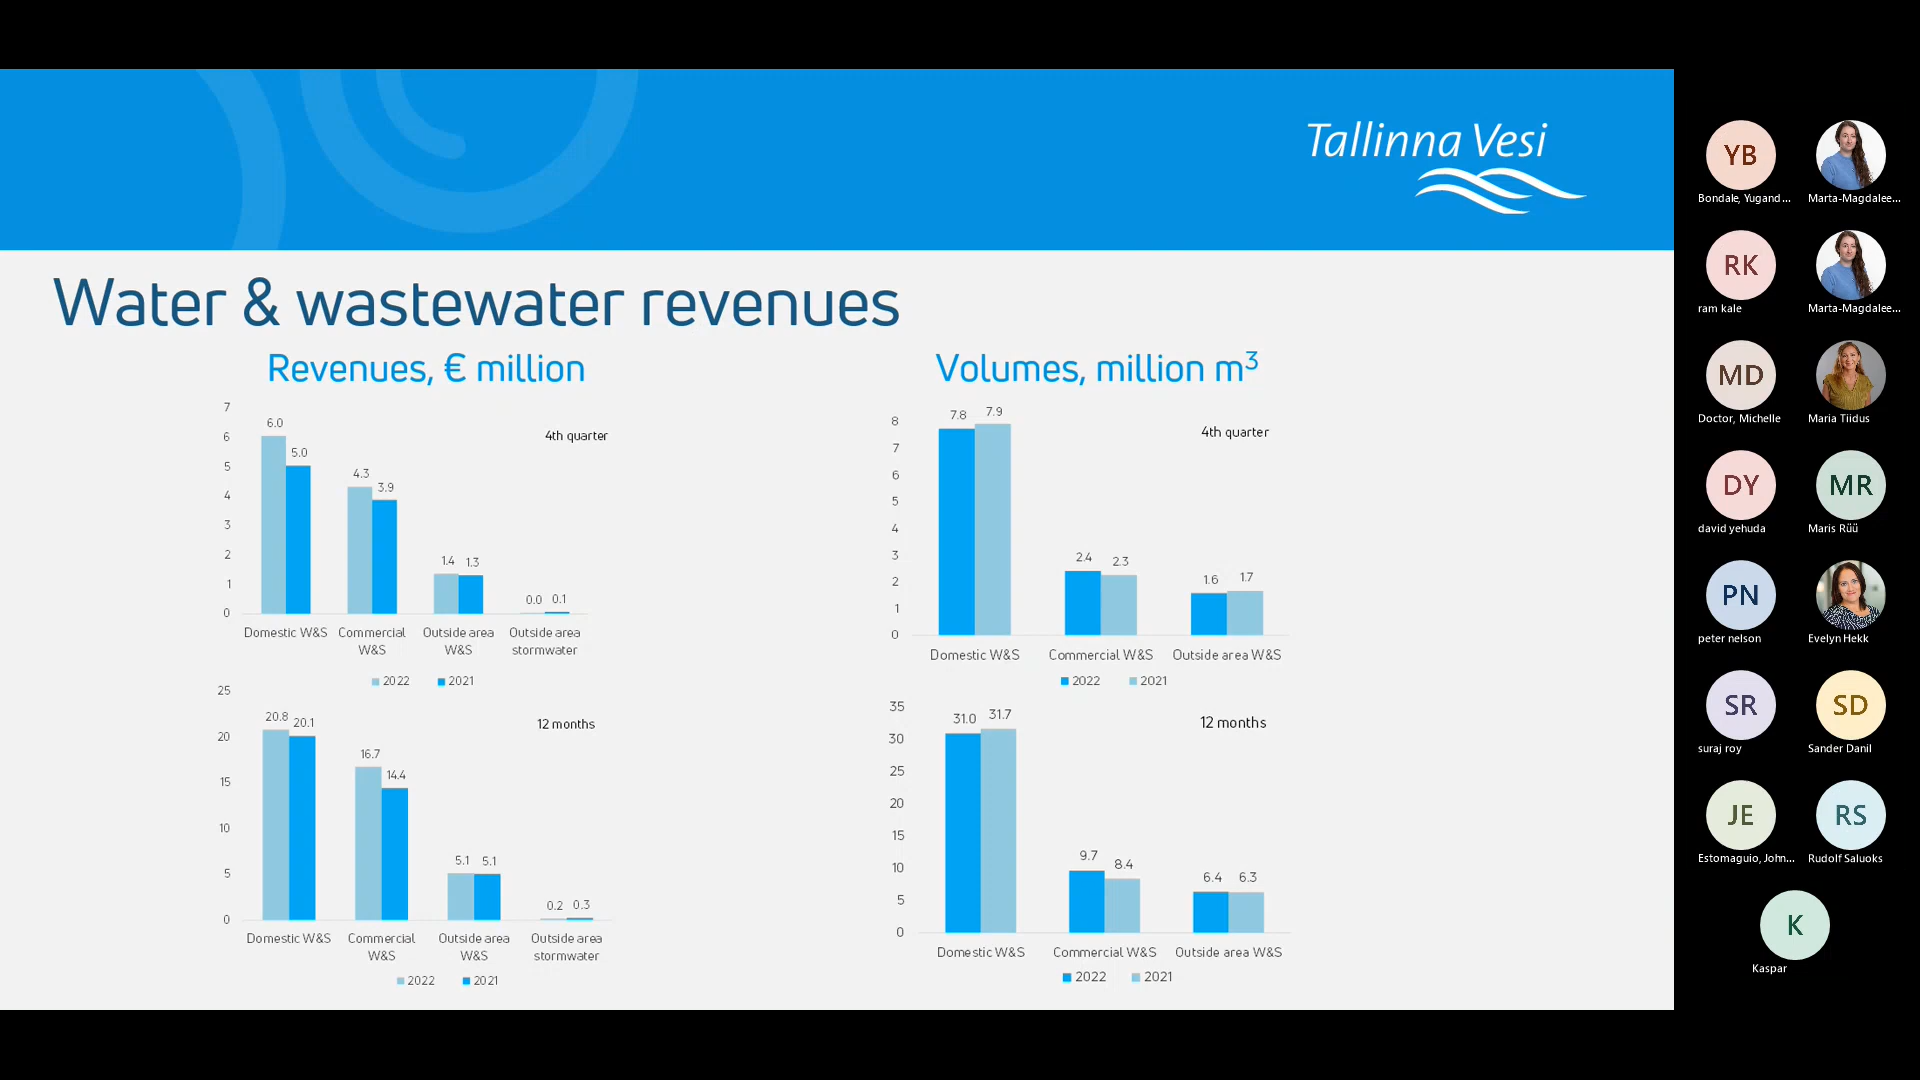 Tallinna Vesi
Water & wastewater revenues
Revenues, € million
7
6
5
4
3
2
1
0
6.0
5.0
4.3
3.9
1.4
1.3
0.0
0.1
4th quarter
Domestic W&S
Commercial W&S
Outside area W&S
Outside area stormwater
2022
2021
25
20
15
10
5
0
20.8
20.1
16.7
14.4
5.1
5.1
0.2
0.3
12 months
Domestic W&S
Commercial W&S
Outside area W&S
Outside area stormwater
2022
2021
Volumes, million m³
8
7
6
5
4
3
2
1
0
7.8
7.9
2.4
2.3
1.6
1.7
4th quarter
Domestic W&S
Commercial W&S
Outside area W&S
2022
2021
35
30
25
20
15
10
5
0
31.0
31.7
9.7
8.4
6.4
6.3
12 months
Domestic W&S
Commercial W&S
Outside area W&S
2022
2021
YB
Bondale, Yugand...
Marta-Magdalee...
RK
ram kale
Marta-Magdalee...
MD
Doctor, Michelle
Maria Tiidus
DY
david yehuda
MR
Maris Rüü
PN
peter nelson
Evelyn Hekk
SR
suraj roy
SD
Sander Danil
JE
Estomaguio, John...
RS
Rudolf Saluoks
K
Kaspar